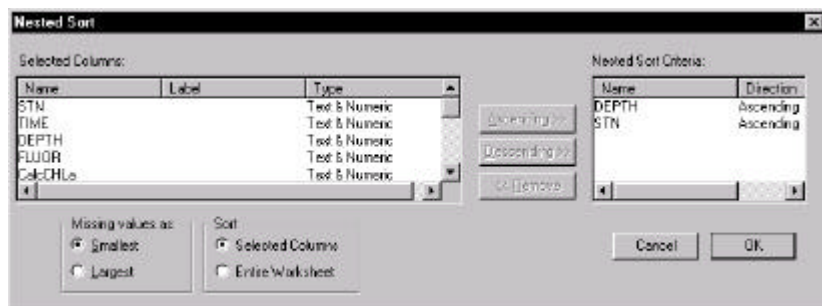 Nested Sort
Selected Columns:
Name Label Type
STN Text & Numeric
TIME Text & Numeric
DEPTH Text & Numeric
FLUOR Text & Numeric
CalcCHLa Text & Numeric
Ascending >>
Descending >>
<< Remove
Nested Sort Criteria:
Name Direction
DEPTH Ascending
STN Ascending
Missing values as
Smallest
Largest
Sort
Selected Columns
Entire Worksheet
Cancel
OK